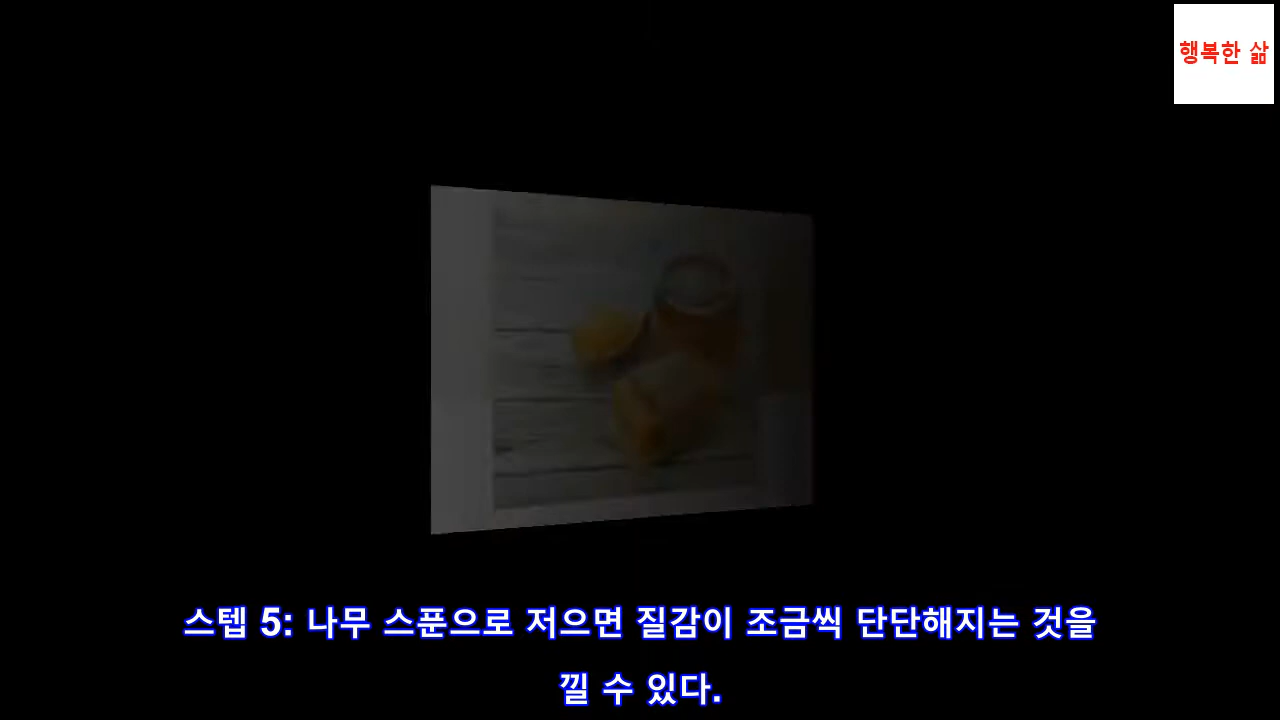 행복한 삶
스텝 5: 나무 스푼으로 저으면 질감이 조금씩 단단해지는 것을
낄 수 있다.